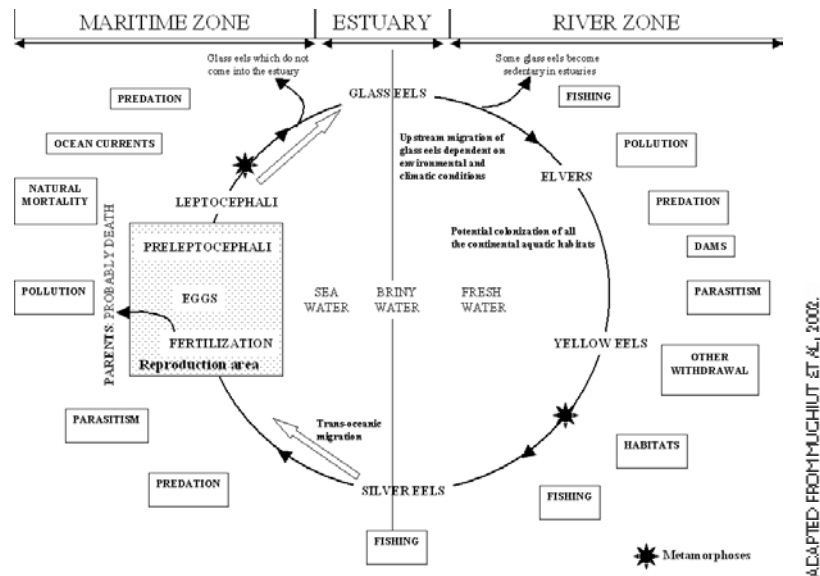 MARITIME ZONE
ESTUARY
RIVER ZONE
Glass eels which do not
come into the estuary
Some glass eels become
sedentary in estuaries
GLASS EELS
PREDATION
FISHING
OCEAN CURRENTS
Upstream migration of
glass eels dependent on
environmental and
climatic conditions
POLLUTION
ELVERS
NATURAL
MORTALITY
LEPTOCEPHALI
PREDATION
PRELEPTOCEPHALI
Potential colonization of all
the continental aquatic habitats
DAMS
POLLUTION
PARENTS: PROBABLY DEATH
EGGS
SEA
WATER
BRINY
WATER
FRESH
WATER
PARASITISM
FERTILIZATION
Reproduction area
YELLOW EELS
OTHER
WITHDRAWAL
PARASITISM
Trans-oceanic
migration
HABITATS
PREDATION
SILVER EELS
FISHING
FISHING
Metamorphoses
ADAPTED FROM MUCHIUT ET AL, 2002.